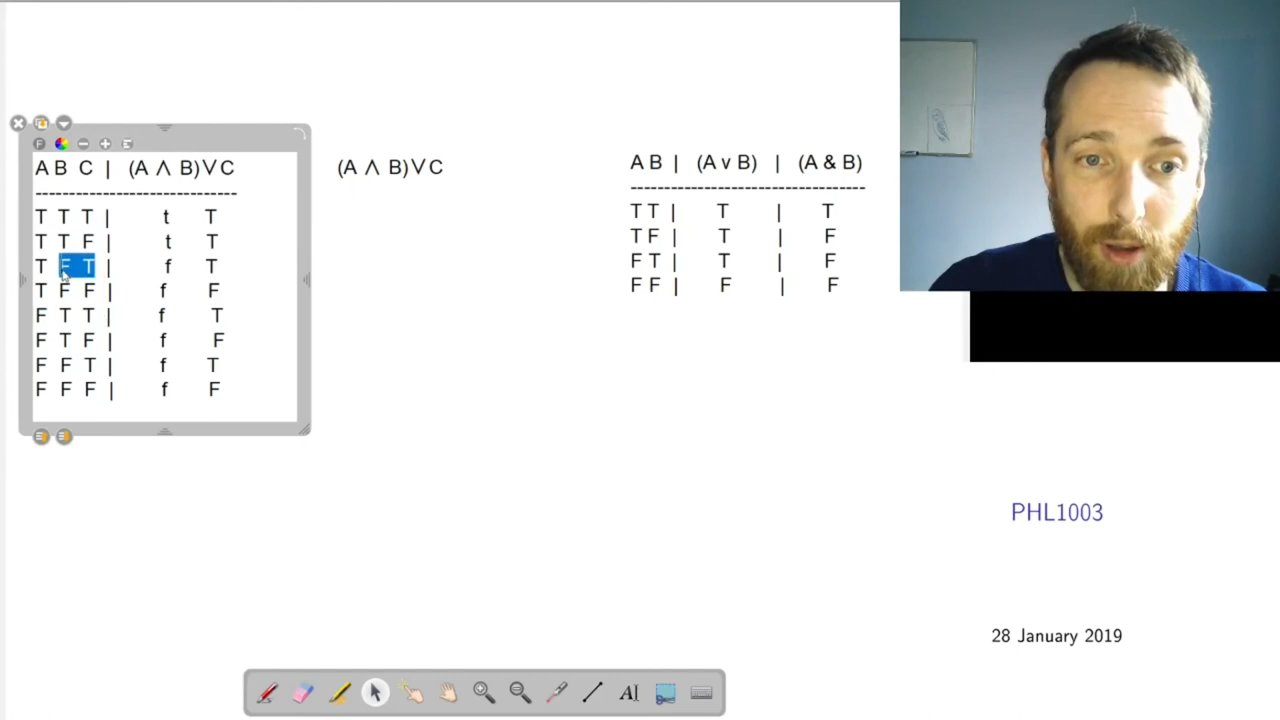 A B C | (A ∧ B)∨C
-----------------------------
T T T | t T
T T F | t T
T F T | f T
T F F | f F
F T T | f T
F T F | f F
F F T | f T
F F F | f F
(A ∧ B)∨C
A B | (A v B) | (A & B)
---------------------------------
T T | T | T
T F | T | F
F T | T | F
F F | F | F
PHL1003
28 January 2019